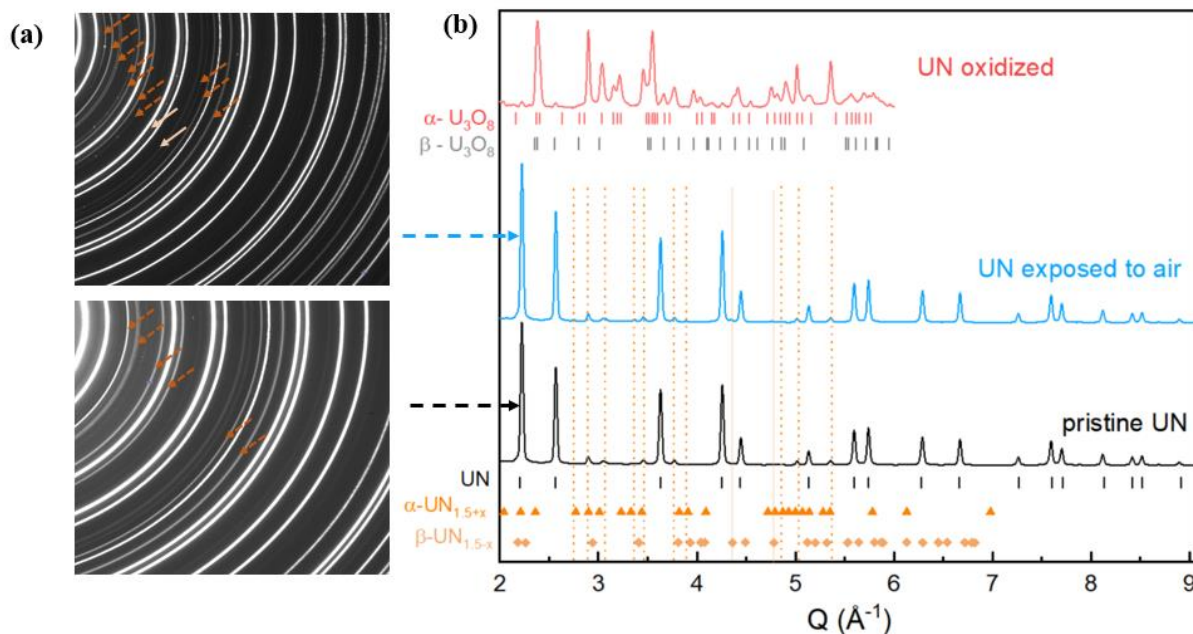 (a)
(b)
UN oxidized
α- U₃O₈
β - U₃O₈
UN exposed to air
pristine UN
UN
α-UN₁.₅₊ₓ
β-UN₁.₅₋ₓ
2 3 4 5 6 7 8 9
Q (Å⁻¹)